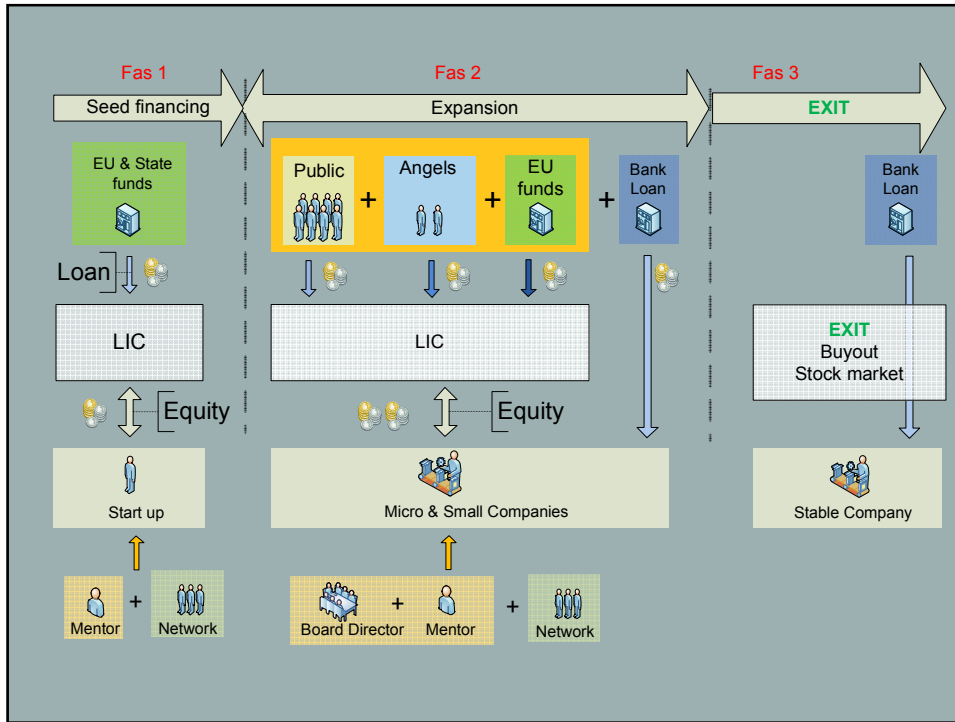 Fas 1
Fas 2
Fas 3
Seed financing
Expansion
EXIT
EU & State
funds
Public
+
Angels
+
EU
funds
+
Bank
Loan
Bank
Loan
Loan
LIC
LIC
EXIT
Buyout
Stock market
Equity
Equity
Start up
Micro & Small Companies
Stable Company
Mentor
+
Network
Board Director
+
Mentor
+
Network